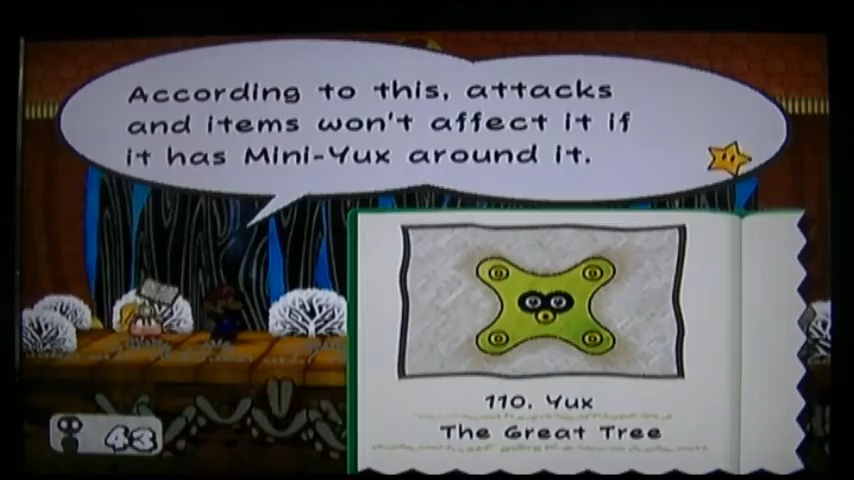 According to this, attacks
and items won't affect it if
it has Mini-Yux around it.
110. Yux
The Great Tree
43